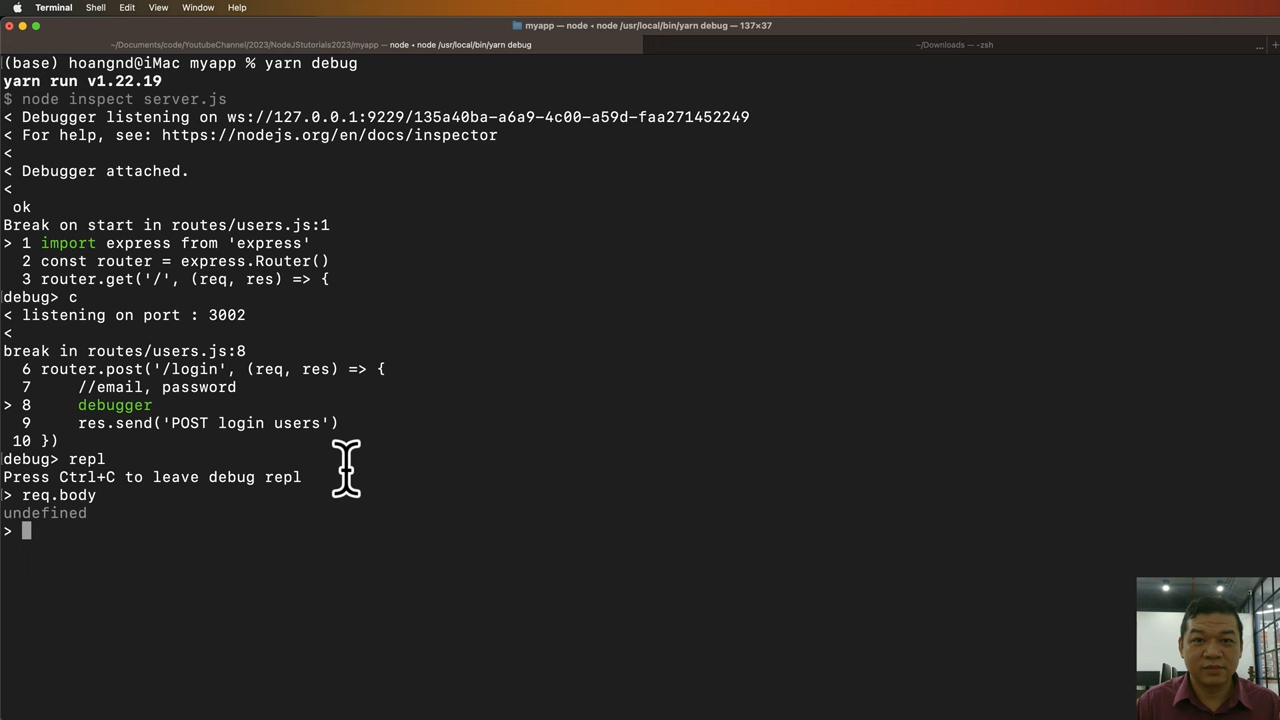 Terminal Shell Edit View Window Help
myapp — node • node /usr/local/bin/yarn debug — 137×37
~/Documents/code/YoutubeChannel/2023/NodeJStutorials2023/myapp — node • node /usr/local/bin/yarn debug
~/Downloads — -zsh
... +
(base) hoangnd@iMac myapp % yarn debug
yarn run v1.22.19
$ node inspect server.js
< Debugger listening on ws://127.0.0.1:9229/135a40ba-a6a9-4c00-a59d-faa271452249
< For help, see: https://nodejs.org/en/docs/inspector
<
< Debugger attached.
<
ok
Break on start in routes/users.js:1
> 1 import express from 'express'
2 const router = express.Router()
3 router.get('/', (req, res) => {
debug> c
< listening on port : 3002
<
break in routes/users.js:8
6 router.post('/login', (req, res) => {
7     //email, password
> 8     debugger
9     res.send('POST login users')
10 })
debug> repl
Press Ctrl+C to leave debug repl
> req.body
undefined
>